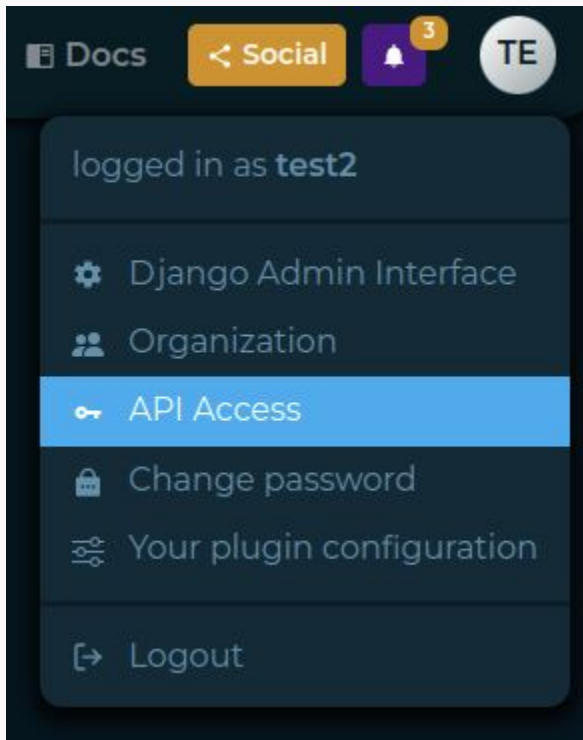 Docs
Social
3
TE
logged in as test2
Django Admin Interface
Organization
API Access
Change password
Your plugin configuration
Logout